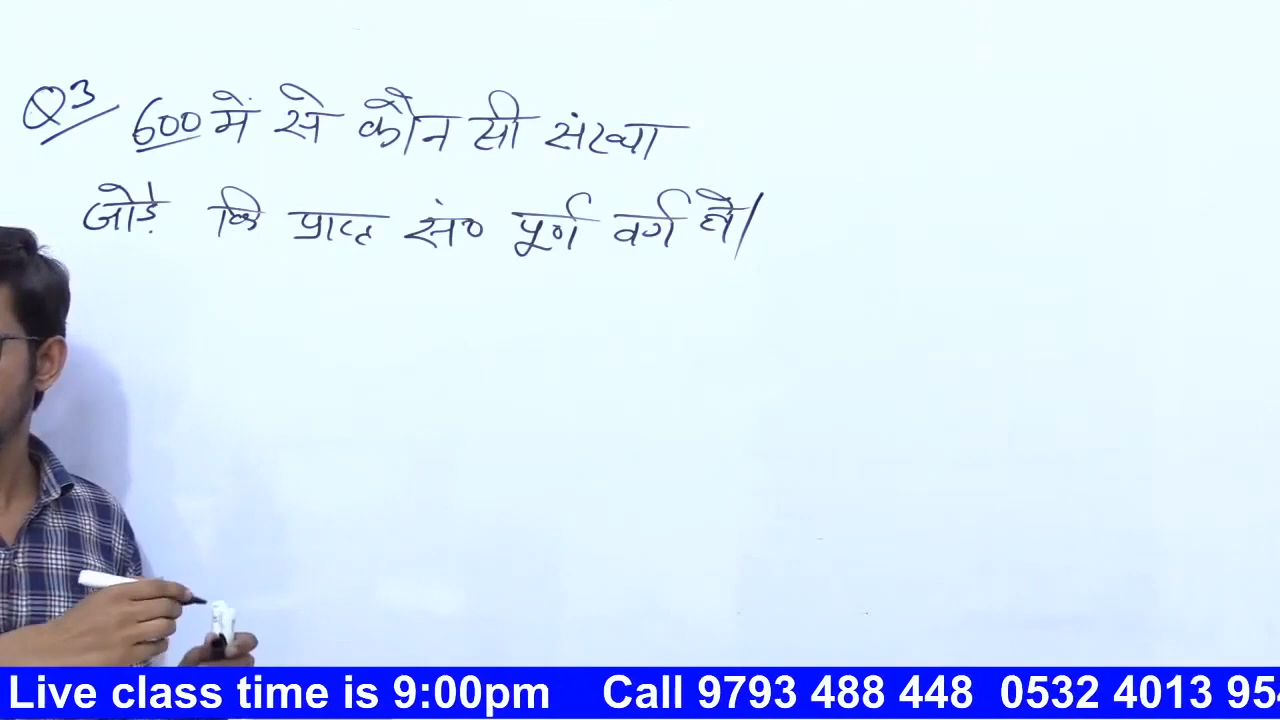 Q3 600 में से कौन सी संख्या
जोड़े कि प्राप्त सं० पूर्ण वर्ग हो।
Live class time is 9:00pm Call 9793 488 448 0532 4013 95